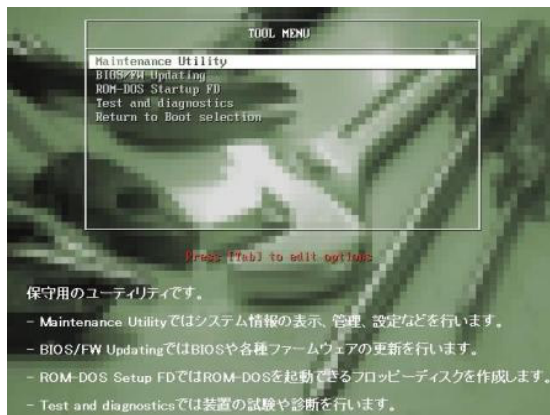 TOOL MENU
Maintenance Utility
BIOS/FW Updating
ROM-DOS Startup FD
Test and diagnostics
Return to Boot selection
Press [Tab] to edit options
保守用のユーティリティです。
- Maintenance Utilityではシステム情報の表示、管理、設定などを行います。
- BIOS/FW UpdatingではBIOSや各種ファームウェアの更新を行います。
- ROM-DOS Setup FDではROM-DOSを起動できるフロッピーディスクを作成します。
- Test and diagnosticsでは装置の試験や診断を行います。